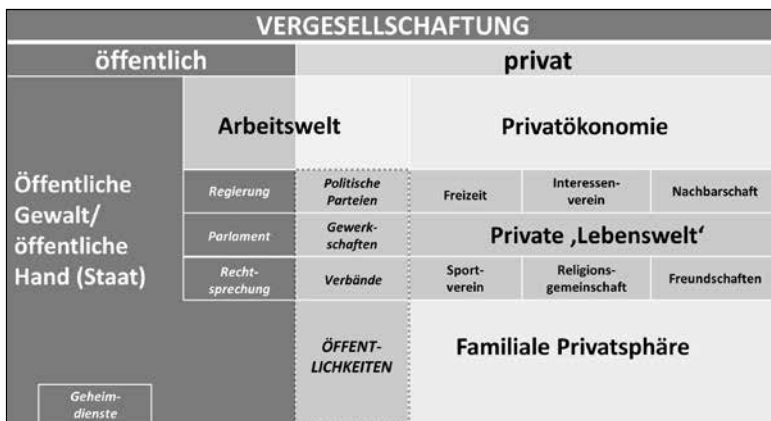 VERGESELLSCHAFTUNG
öffentlich
privat
Arbeitswelt
Privatökonomie
Öffentliche
Gewalt/
öffentliche
Hand (Staat)
Regierung
Politische
Parteien
Freizeit
Interessen-
verein
Nachbarschaft
Parlament
Gewerk-
schaften
Private ‚Lebenswelt‘
Recht-
sprechung
Verbände
Sport-
verein
Religions-
gemeinschaft
Freundschaften
ÖFFENT-
LICHKEITEN
Familiale Privatsphäre
Geheim-
dienste